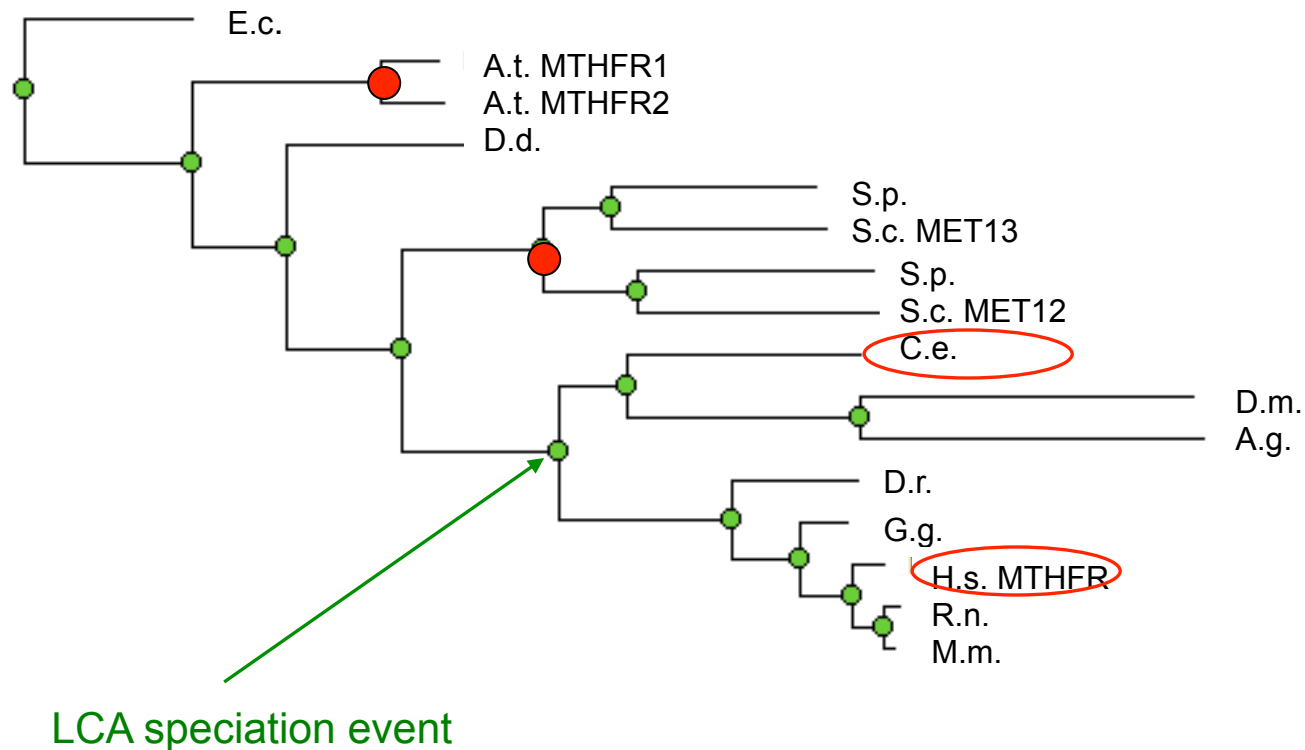 E.c.
A.t. MTHFR1
A.t. MTHFR2
D.d.
S.p.
S.c. MET13
S.p.
S.c. MET12
C.e.
D.m.
A.g.
D.r.
G.g.
H.s. MTHFR
R.n.
M.m.
LCA speciation event